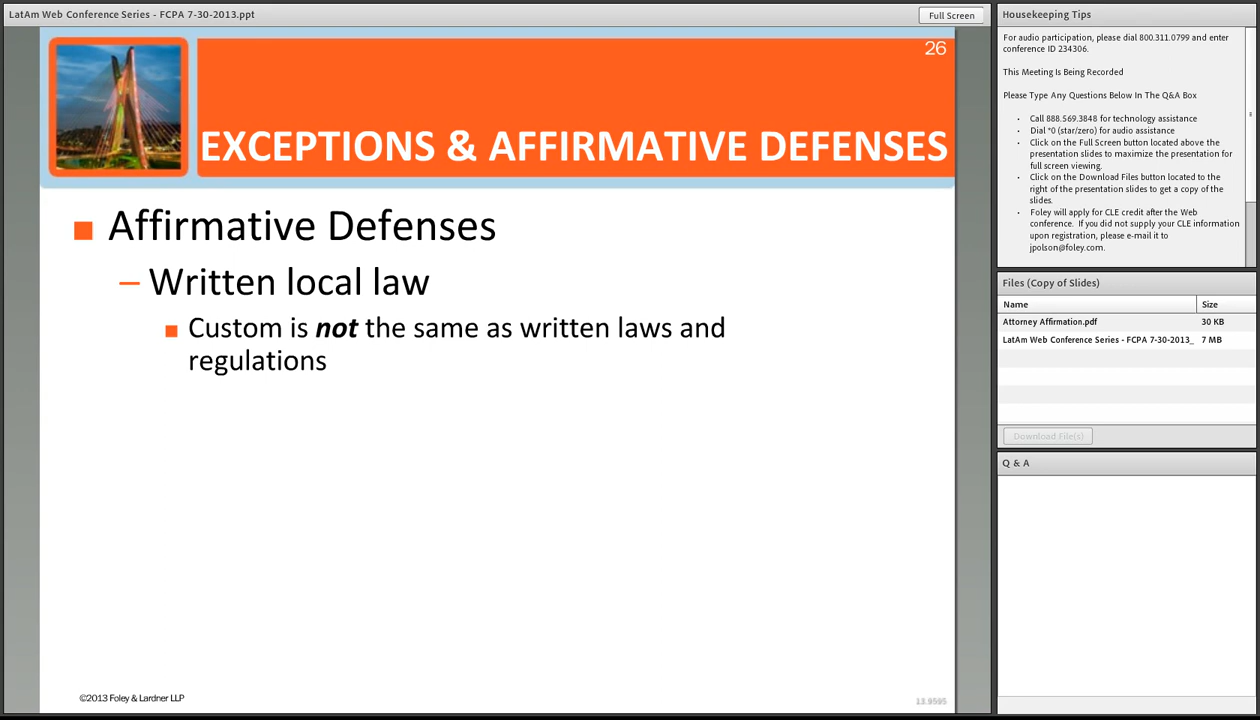 LatAm Web Conference Series - FCPA 7-30-2013.ppt
Full Screen
26
EXCEPTIONS & AFFIRMATIVE DEFENSES
Affirmative Defenses
– Written local law
Custom is not the same as written laws and
regulations
©2013 Foley & Lardner LLP
13.9595
Housekeeping Tips
For audio participation, please dial 800.311.0799 and enter
conference ID 234306.
This Meeting Is Being Recorded
Please Type Any Questions Below In The Q&A Box
• Call 888.569.3848 for technology assistance
• Dial *0 (star/zero) for audio assistance
• Click on the Full Screen button located above the
presentation slides to maximize the presentation for
full screen viewing.
• Click on the Download Files button located to the
right of the presentation slides to get a copy of the
slides.
• Foley will apply for CLE credit after the Web
conference. If you did not supply your CLE information
upon registration, please e-mail it to
jpolson@foley.com.
Files (Copy of Slides)
Name Size
Attorney Affirmation.pdf 30 KB
LatAm Web Conference Series - FCPA 7-30-2013_ 7 MB
Download File(s)
Q & A